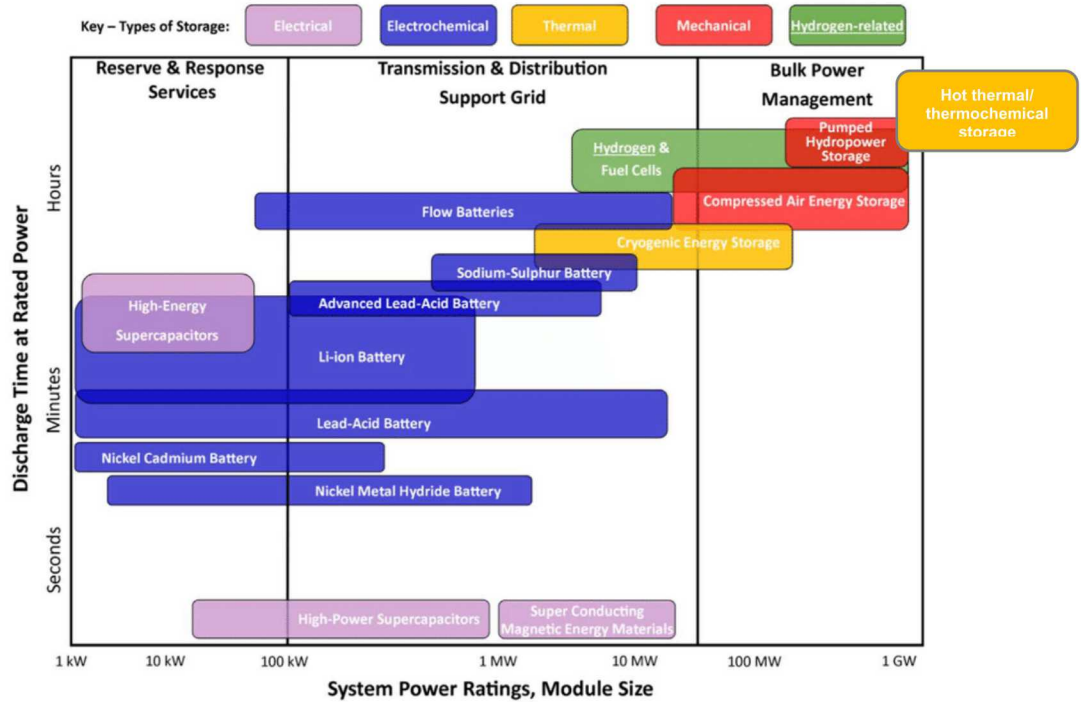 Key – Types of Storage:
Electrical
Electrochemical
Thermal
Mechanical
Hydrogen-related
Reserve & Response
Services
Transmission & Distribution
Support Grid
Bulk Power
Management
Hot thermal/
thermochemical
storage
Pumped
Hydropower
Storage
Hydrogen &
Fuel Cells
Compressed Air Energy Storage
Flow Batteries
Cryogenic Energy Storage
Sodium-Sulphur Battery
Advanced Lead-Acid Battery
High-Energy
Supercapacitors
Li-ion Battery
Lead-Acid Battery
Nickel Cadmium Battery
Nickel Metal Hydride Battery
High-Power Supercapacitors
Super Conducting
Magnetic Energy Materials
Discharge Time at Rated Power
Hours
Minutes
Seconds
1 kW
10 kW
100 kW
1 MW
10 MW
100 MW
1 GW
System Power Ratings, Module Size